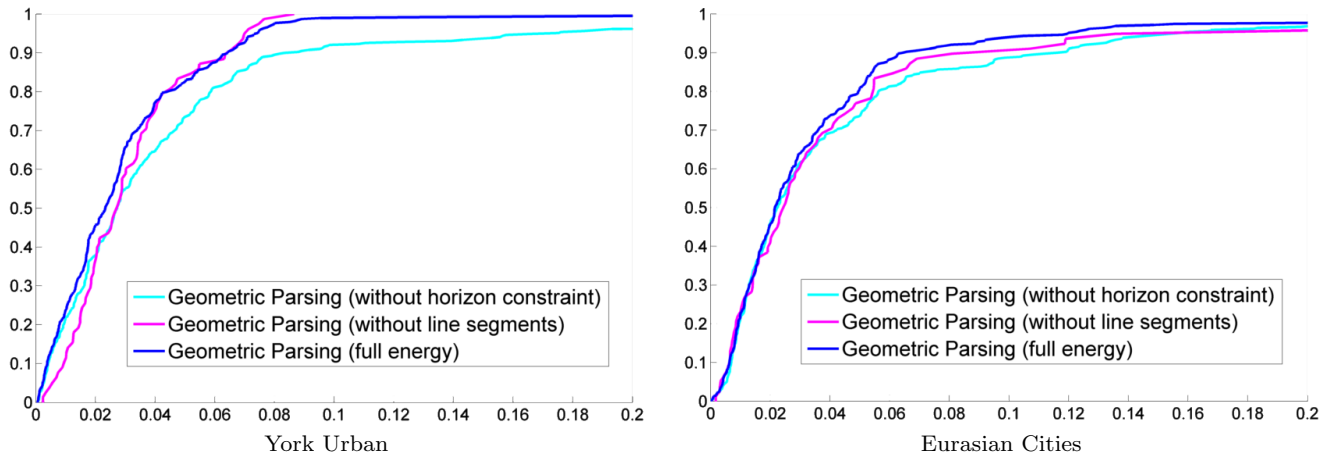 1
0.9
0.8
0.7
0.6
0.5
0.4
0.3
0.2
0.1
0
Geometric Parsing (without horizon constraint)
Geometric Parsing (without line segments)
Geometric Parsing (full energy)
0 0.02 0.04 0.06 0.08 0.1 0.12 0.14 0.16 0.18 0.2
York Urban
1
0.9
0.8
0.7
0.6
0.5
0.4
0.3
0.2
0.1
0
Geometric Parsing (without horizon constraint)
Geometric Parsing (without line segments)
Geometric Parsing (full energy)
0 0.02 0.04 0.06 0.08 0.1 0.12 0.14 0.16 0.18 0.2
Eurasian Cities